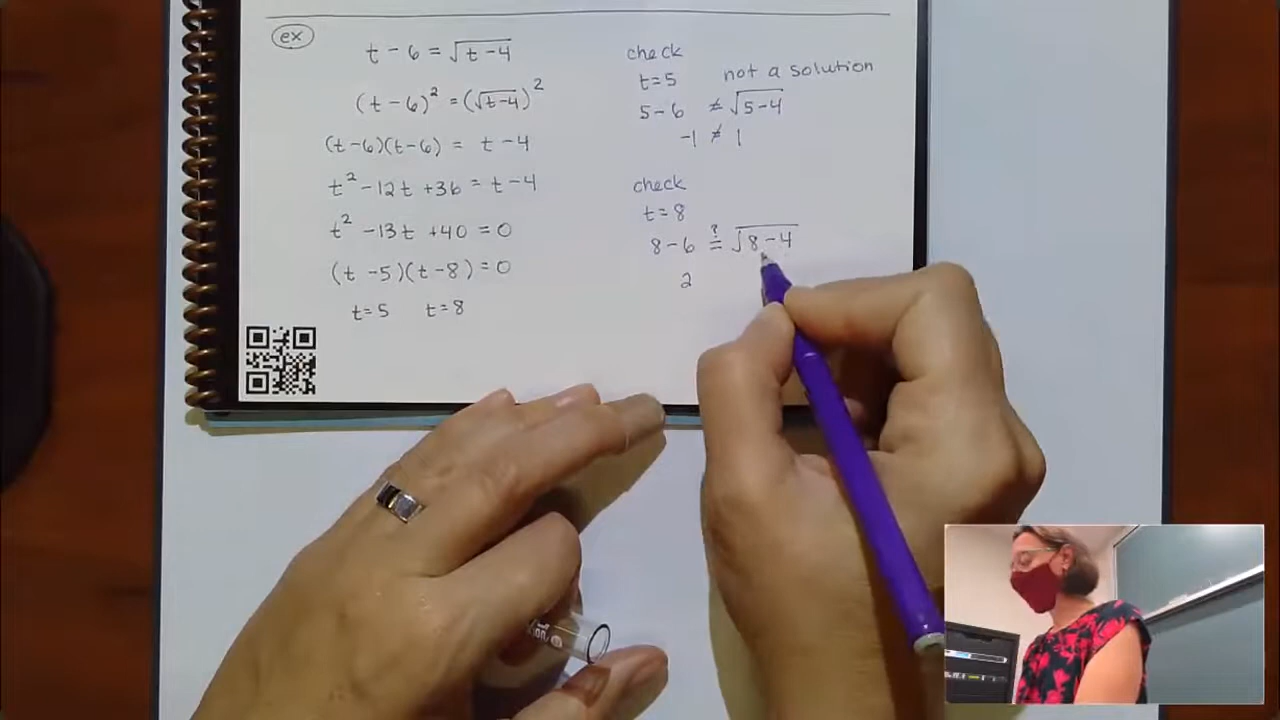 ex
t - 6 = √t - 4
(t - 6)² = (√t - 4)²
(t - 6)(t - 6) = t - 4
t² - 12t + 36 = t - 4
t² - 13t + 40 = 0
(t - 5)(t - 8) = 0
t = 5 t = 8
check
t = 5 not a solution
5 - 6 ≠ √5 - 4
-1 ≠ 1
check
t = 8
8 - 6 ≟ √8 - 4
2